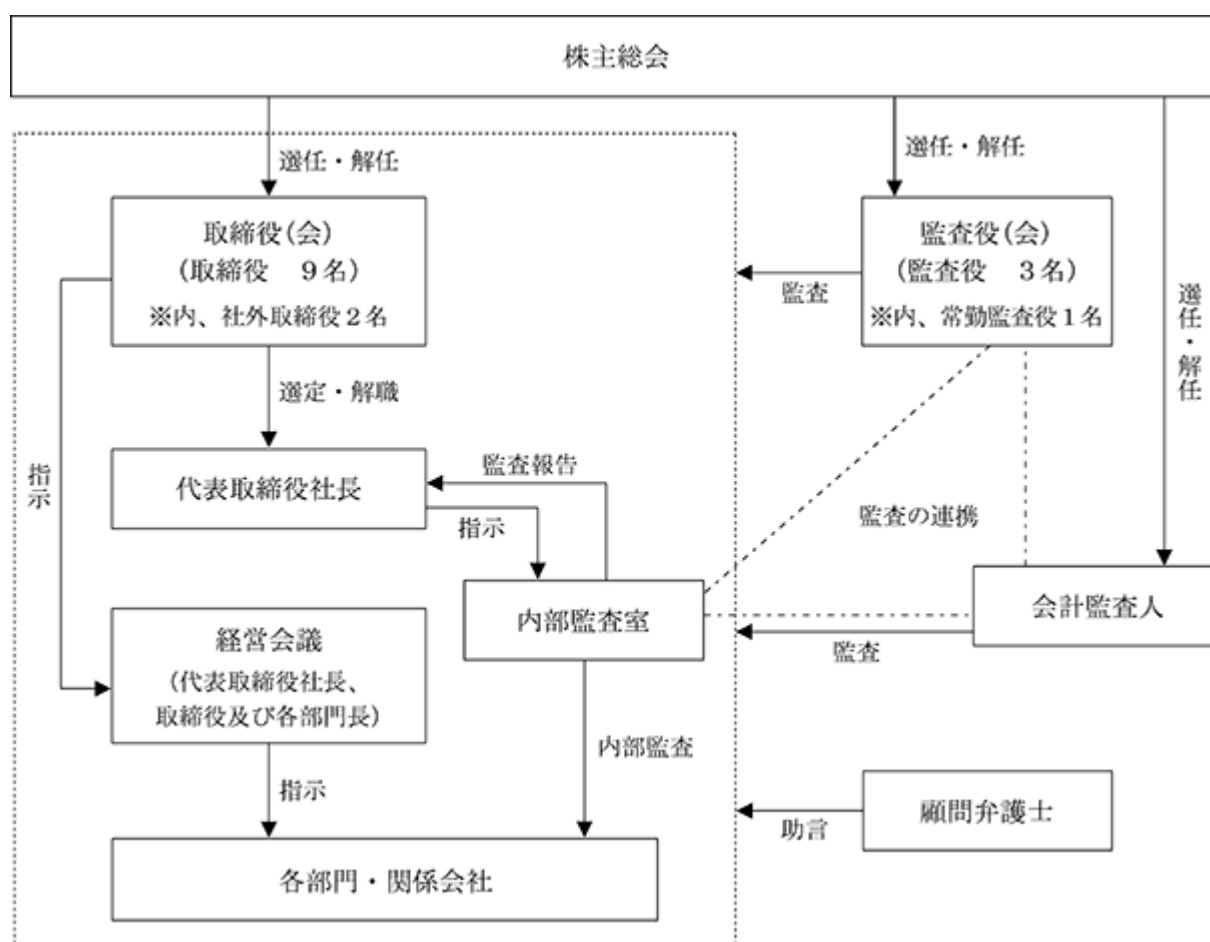 株主総会
選任・解任
選任・解任
取締役(会)
(取締役 9名)
※内、社外取締役2名
監査役(会)
(監査役 3名)
※内、常勤監査役1名
監査
選任・解任
選定・解職
指示
代表取締役社長
監査報告
指示
監査の連携
内部監査室
会計監査人
監査
経営会議
(代表取締役社長、
取締役及び各部門長)
内部監査
指示
顧問弁護士
助言
各部門・関係会社